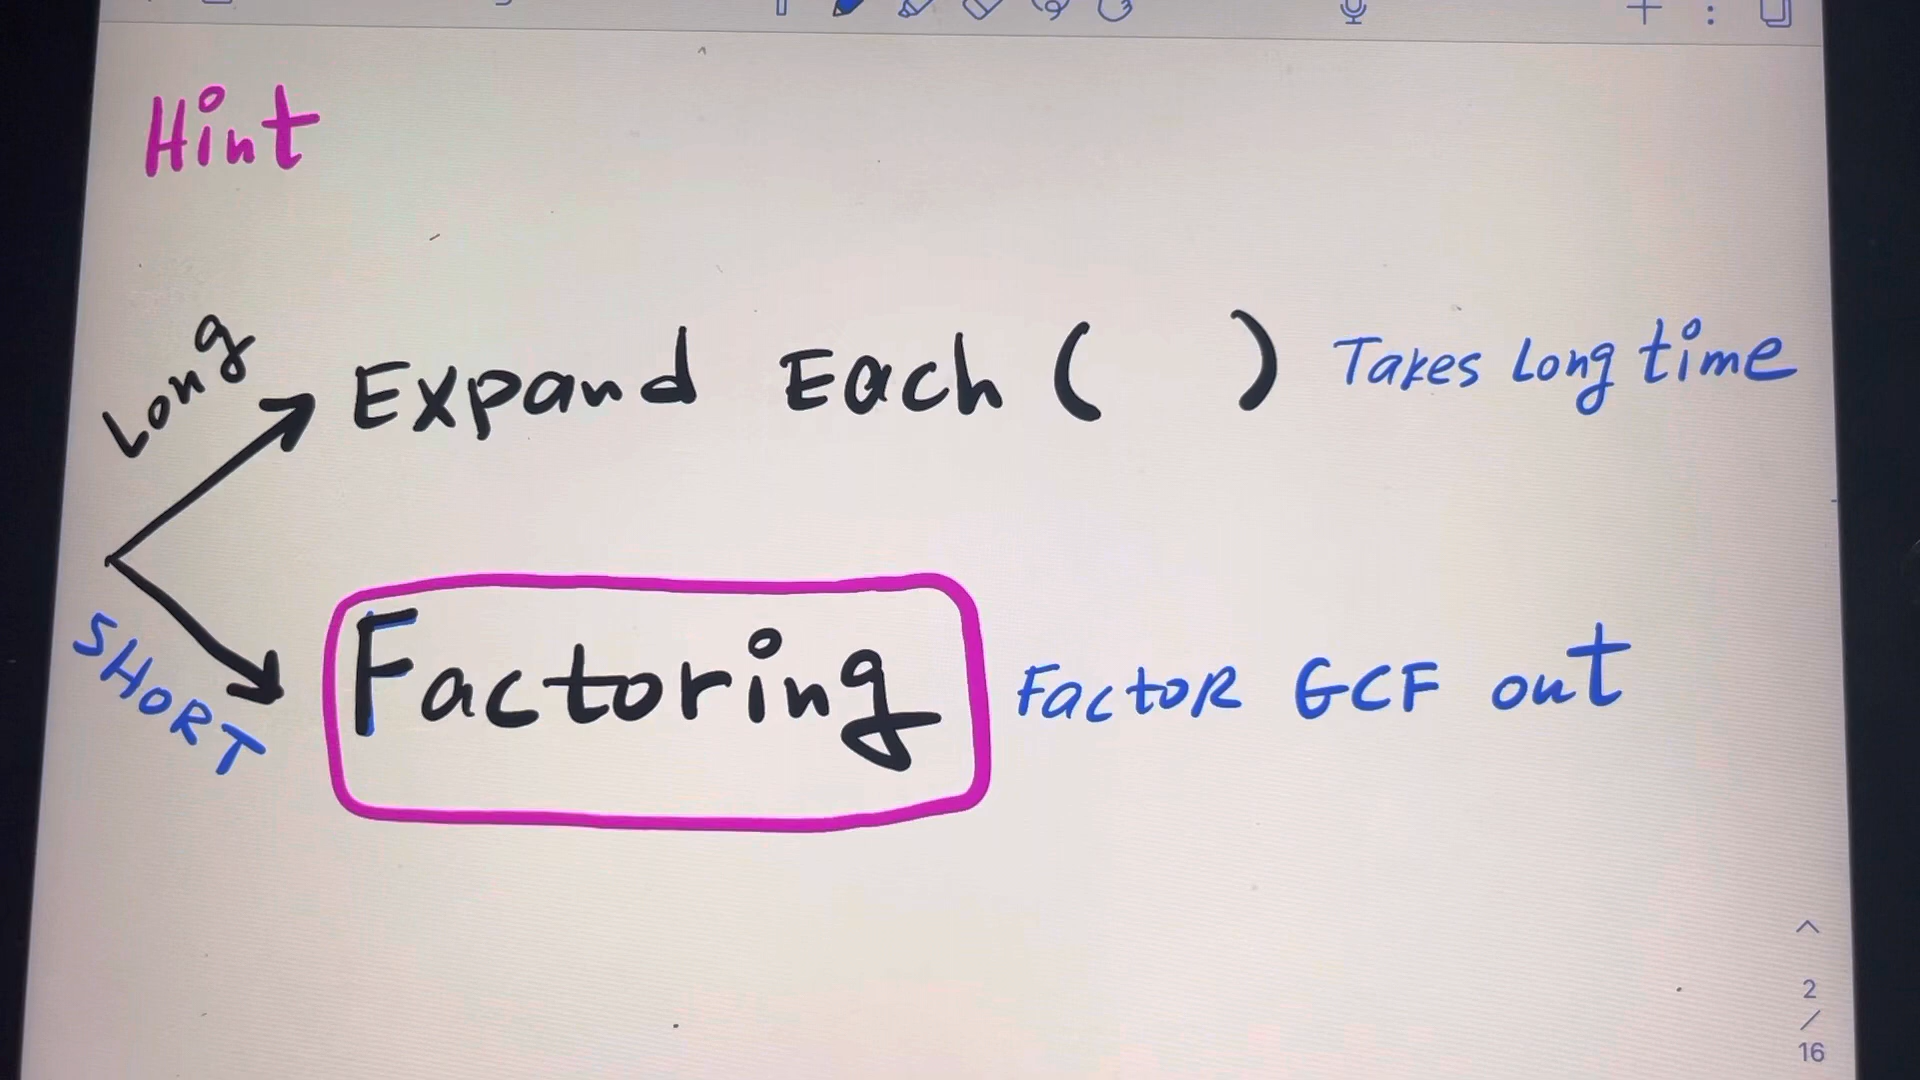 Hint
Long
Expand Each ( ) Takes Long time
SHORT
Factoring FactoR GCF out
2
/
16